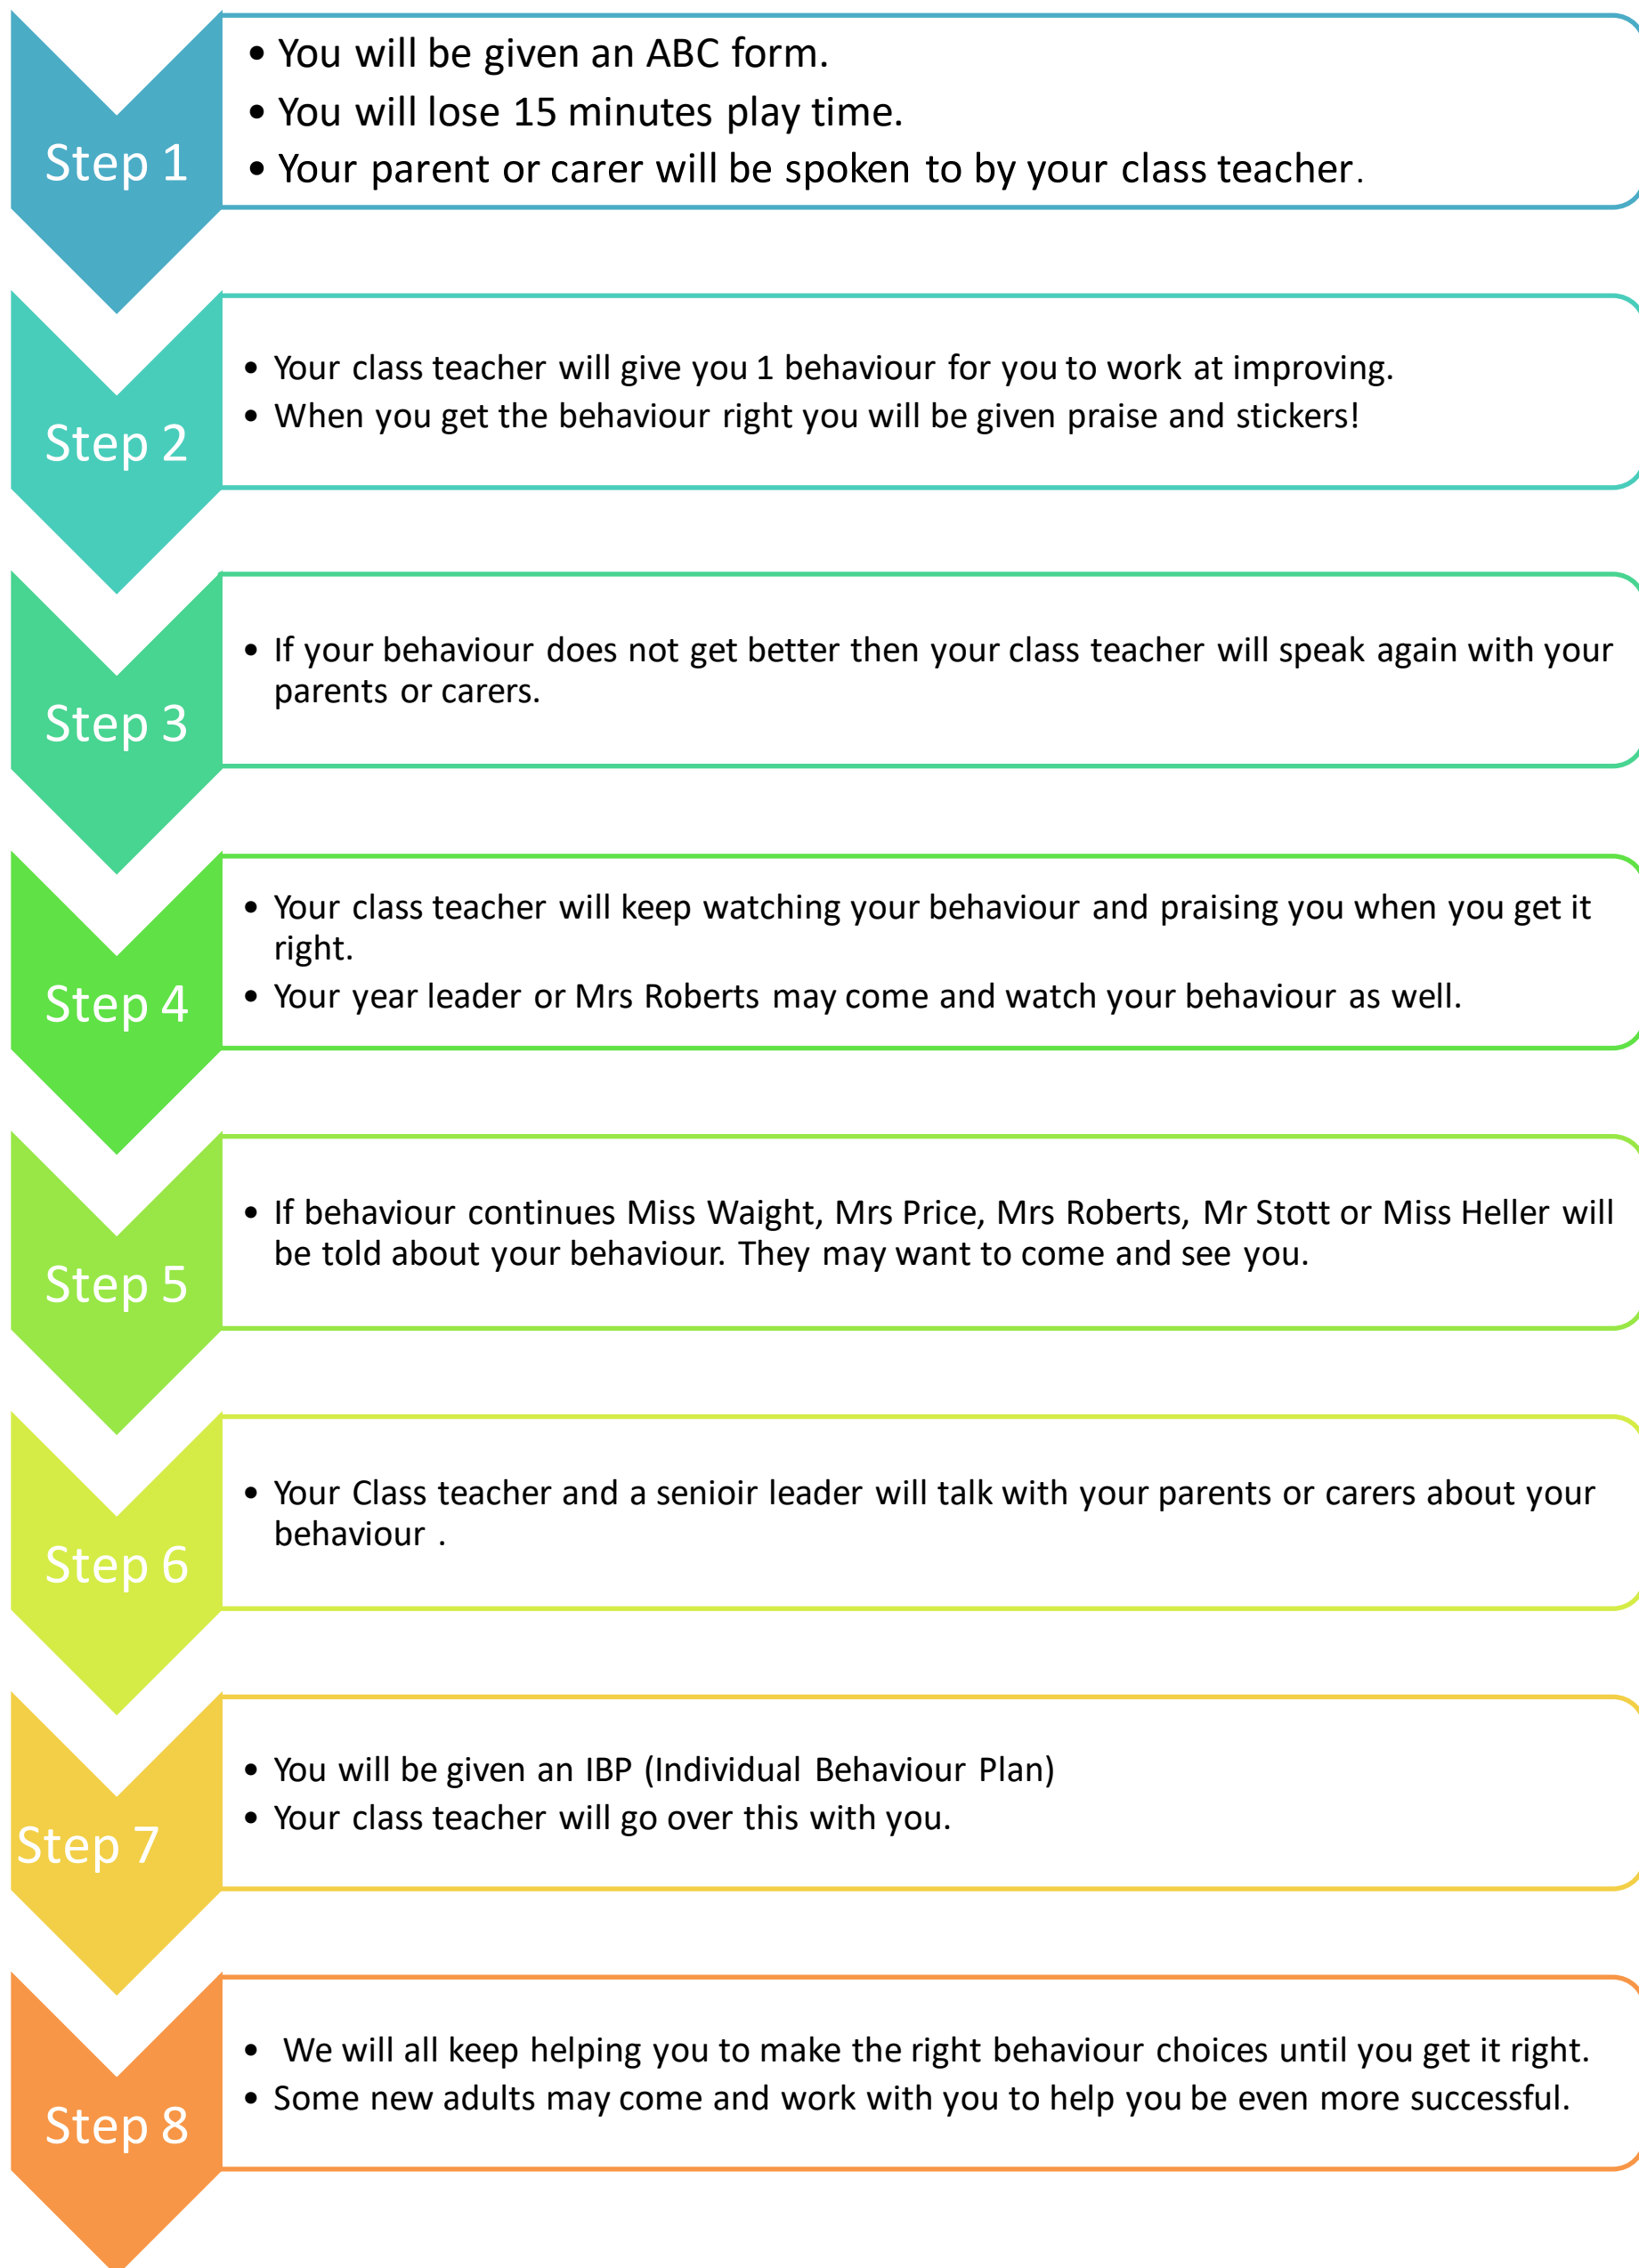 Step 1
• You will be given an ABC form.
• You will lose 15 minutes play time.
• Your parent or carer will be spoken to by your class teacher.
Step 2
• Your class teacher will give you 1 behaviour for you to work at improving.
• When you get the behaviour right you will be given praise and stickers!
Step 3
• If your behaviour does not get better then your class teacher will speak again with your
parents or carers.
Step 4
• Your class teacher will keep watching your behaviour and praising you when you get it
right.
• Your year leader or Mrs Roberts may come and watch your behaviour as well.
Step 5
• If behaviour continues Miss Waight, Mrs Price, Mrs Roberts, Mr Stott or Miss Heller will
be told about your behaviour. They may want to come and see you.
Step 6
• Your Class teacher and a senioir leader will talk with your parents or carers about your
behaviour .
Step 7
• You will be given an IBP (Individual Behaviour Plan)
• Your class teacher will go over this with you.
Step 8
• We will all keep helping you to make the right behaviour choices until you get it right.
• Some new adults may come and work with you to help you be even more successful.